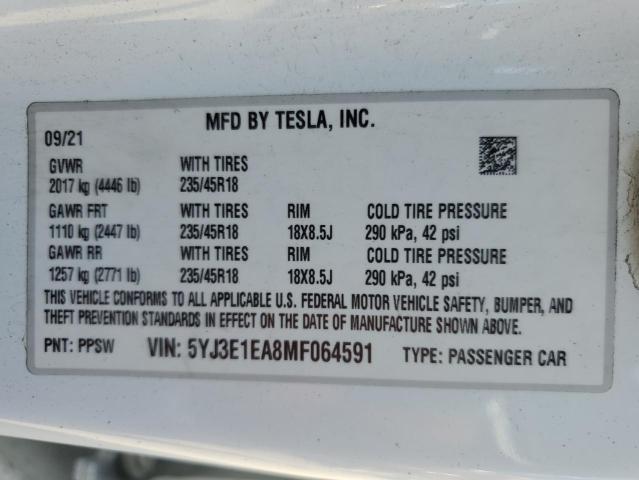 MFD BY TESLA, INC.
09/21
GVWR WITH TIRES
2017 kg (4446 lb) 235/45R18
GAWR FRT WITH TIRES RIM COLD TIRE PRESSURE
1110 kg (2447 lb) 235/45R18 18X8.5J 290 kPa, 42 psi
GAWR RR WITH TIRES RIM COLD TIRE PRESSURE
1257 kg (2771 lb) 235/45R18 18X8.5J 290 kPa, 42 psi
THIS VEHICLE CONFORMS TO ALL APPLICABLE U.S. FEDERAL MOTOR VEHICLE SAFETY, BUMPER, AND
THEFT PREVENTION STANDARDS IN EFFECT ON THE DATE OF MANUFACTURE SHOWN ABOVE.
PNT: PPSW VIN: 5YJ3E1EA8MF064591 TYPE: PASSENGER CAR